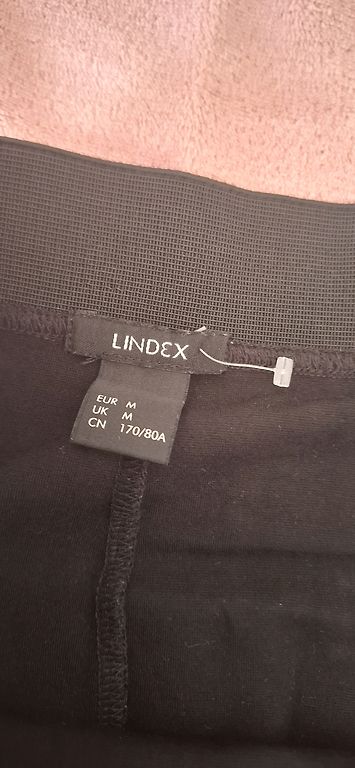 LINDEX
EUR M
UK M
CN 170/80A